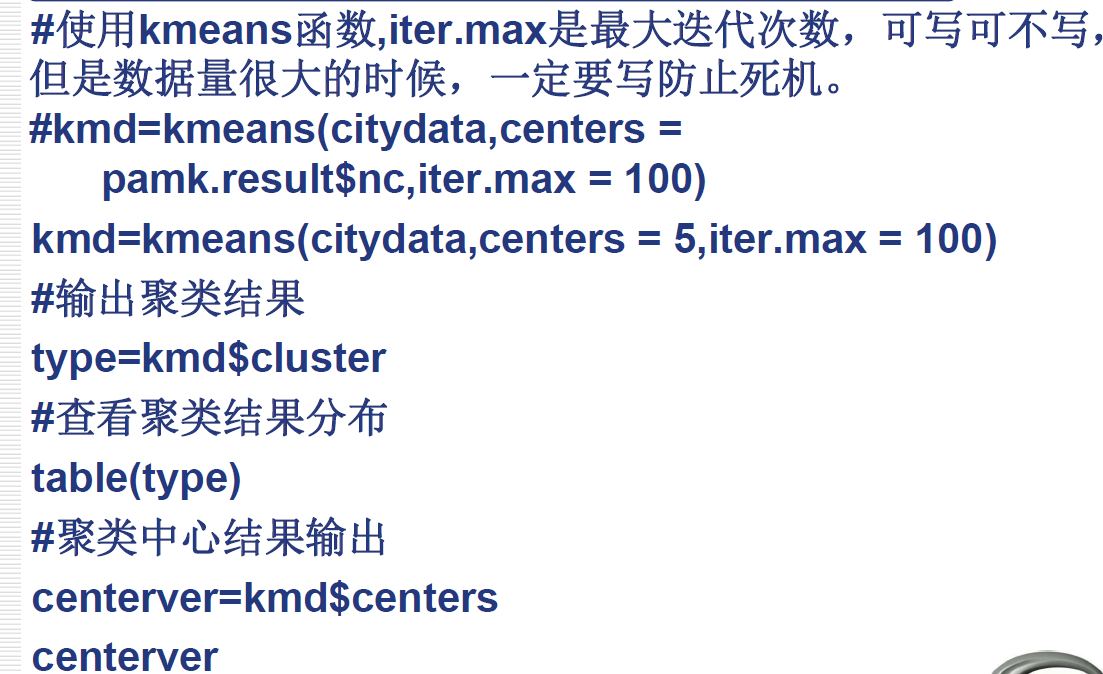 #使用kmeans函数,iter.max是最大迭代次数，可写可不写，
但是数据量很大的时候，一定要写防止死机。
#kmd=kmeans(citydata,centers =
pamk.result$nc,iter.max = 100)
kmd=kmeans(citydata,centers = 5,iter.max = 100)
#输出聚类结果
type=kmd$cluster
#查看聚类结果分布
table(type)
#聚类中心结果输出
centerver=kmd$centers
centerver